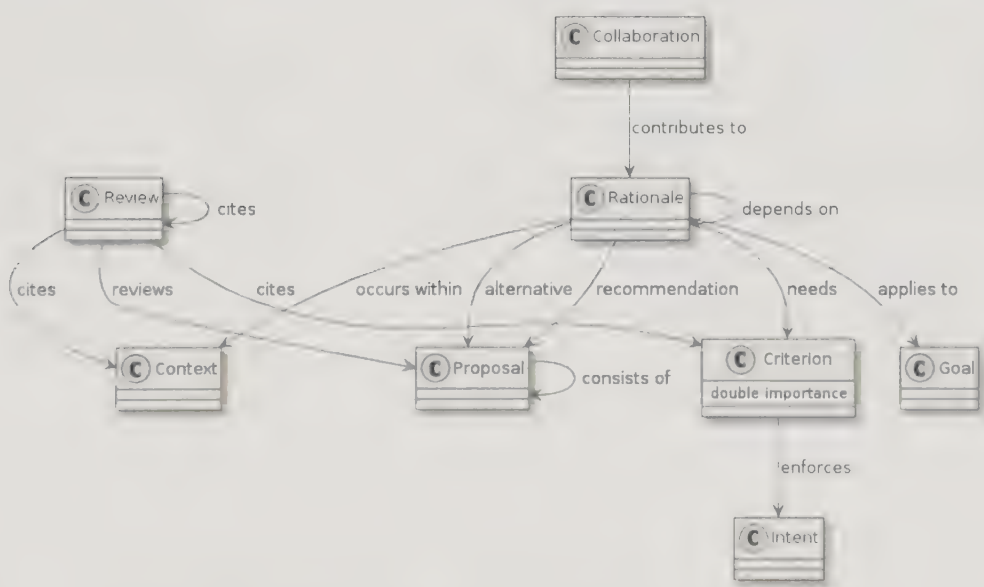 C Collaboration
contributes to
C Review
cites
C Rationale
depends on
cites
reviews
cites
occurs within
alternative
recommendation
needs
applies to
C Context
C Proposal
consists of
C Criterion
double importance
C Goal
enforces
C Intent